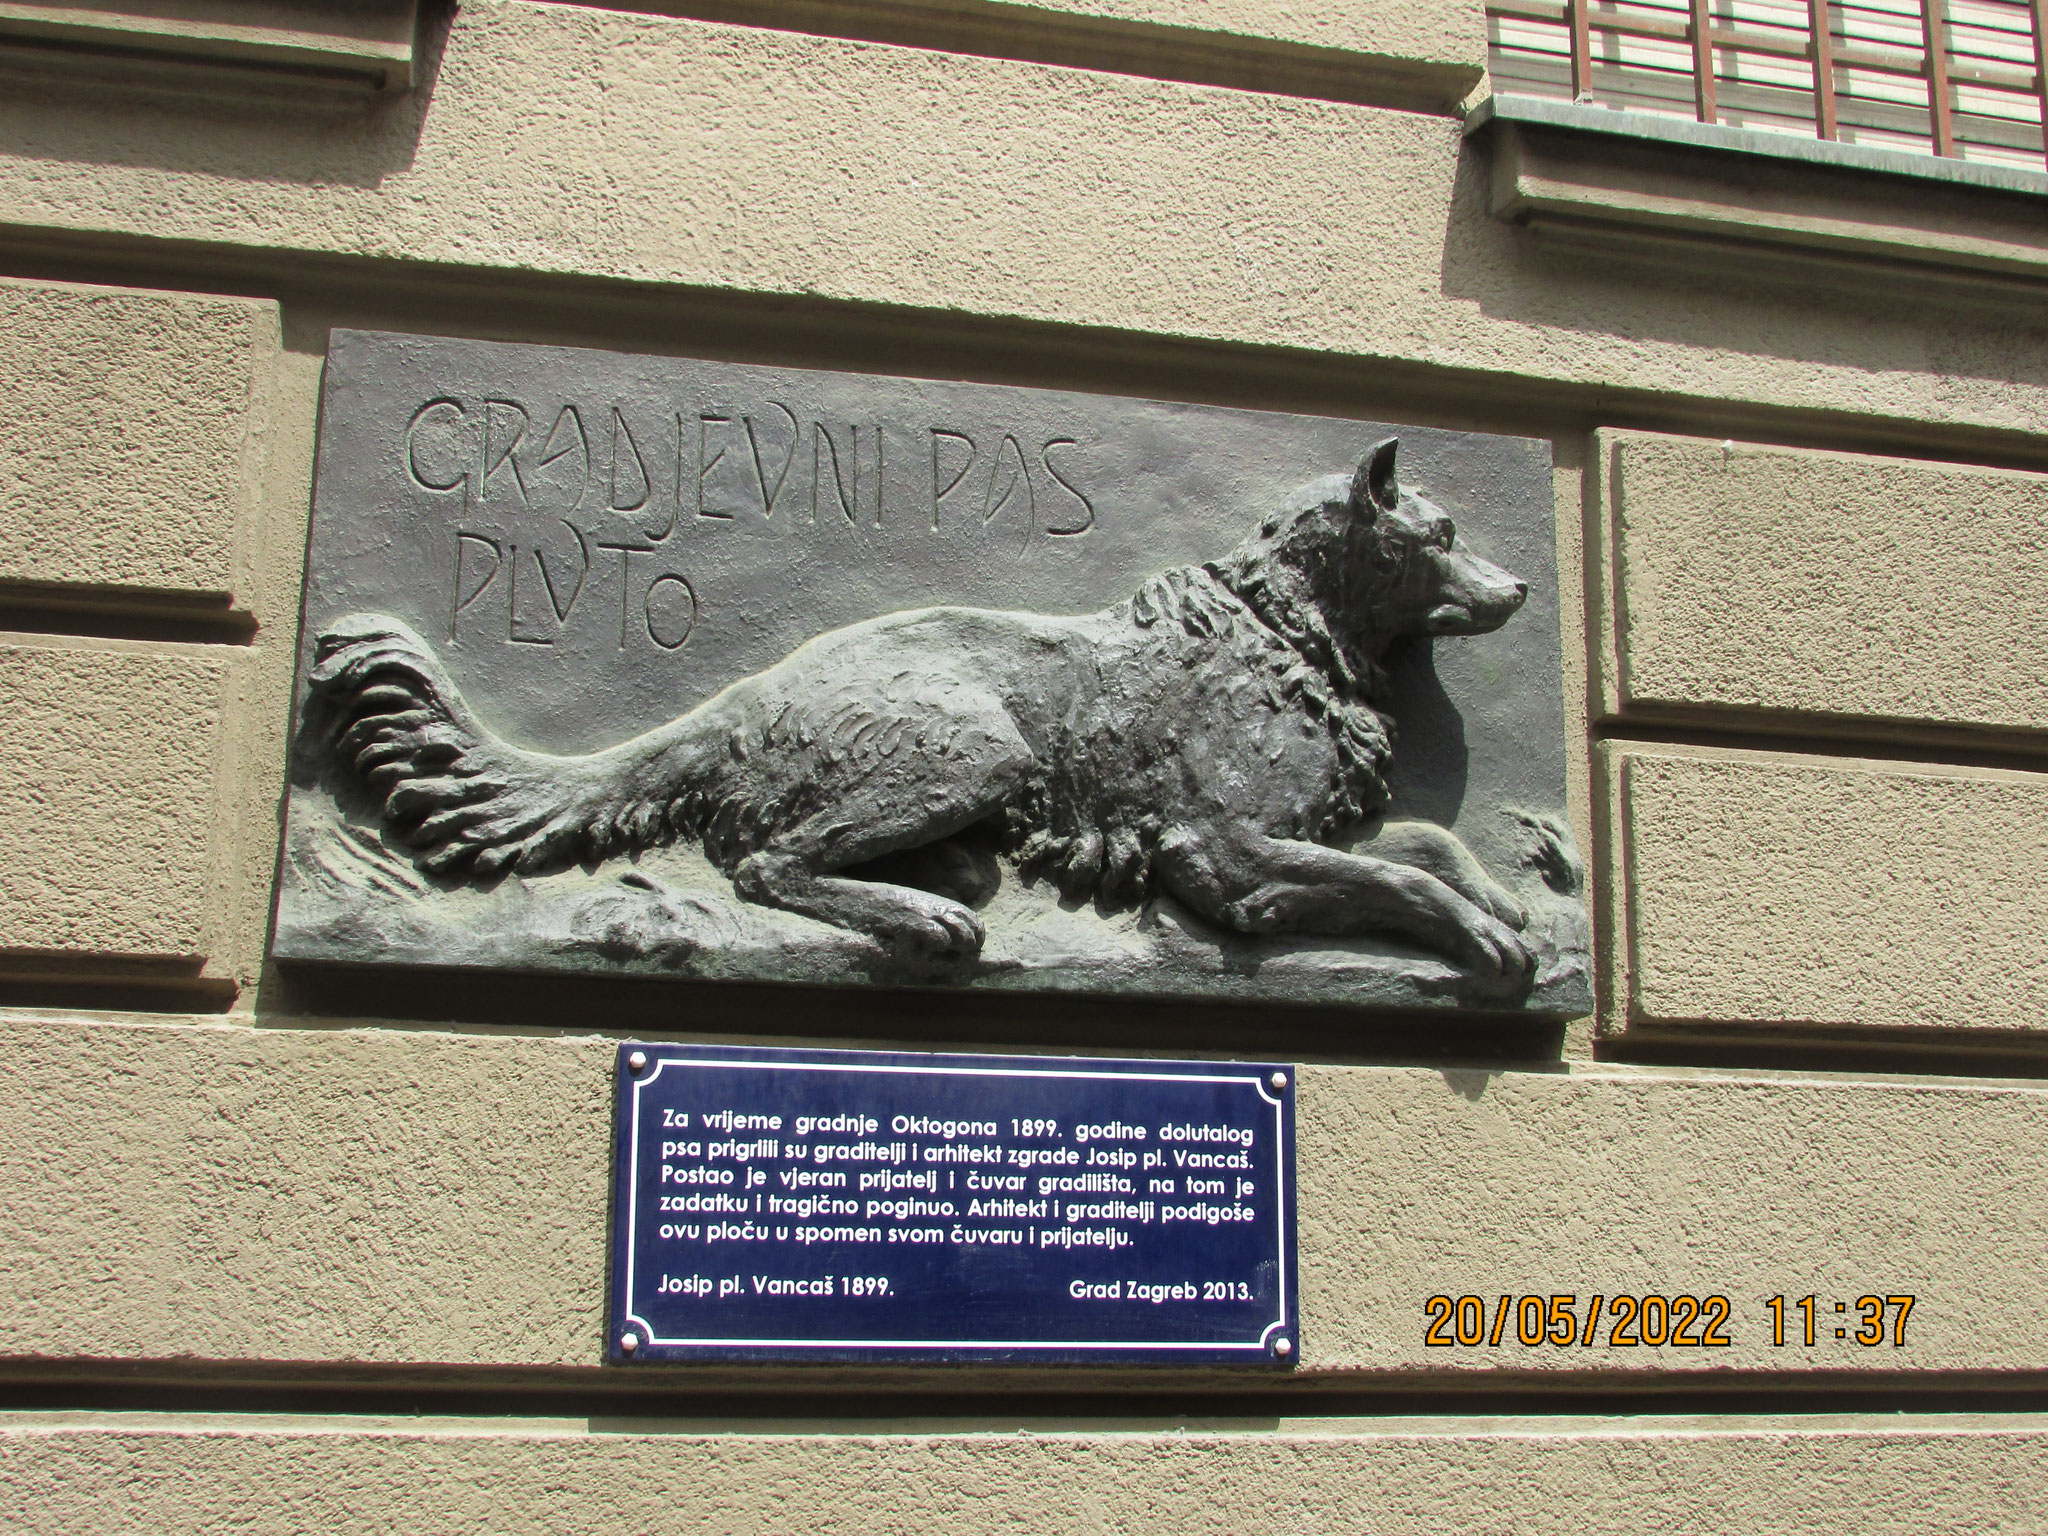 GRADJEVNI PAS
PLVTO
Za vrijeme gradnje Oktogona 1899. godine dolutalog
psa prigrlili su graditelji i arhitekt zgrade Josip pl. Vancaš.
Postao je vjeran prijatelj i čuvar gradilišta, na tom je
zadatku i tragično poginuo. Arhitekt i graditelji podigoše
ovu ploču u spomen svom čuvaru i prijatelju.
Josip pl. Vancaš 1899. Grad Zagreb 2013.
20/05/2022 11:37